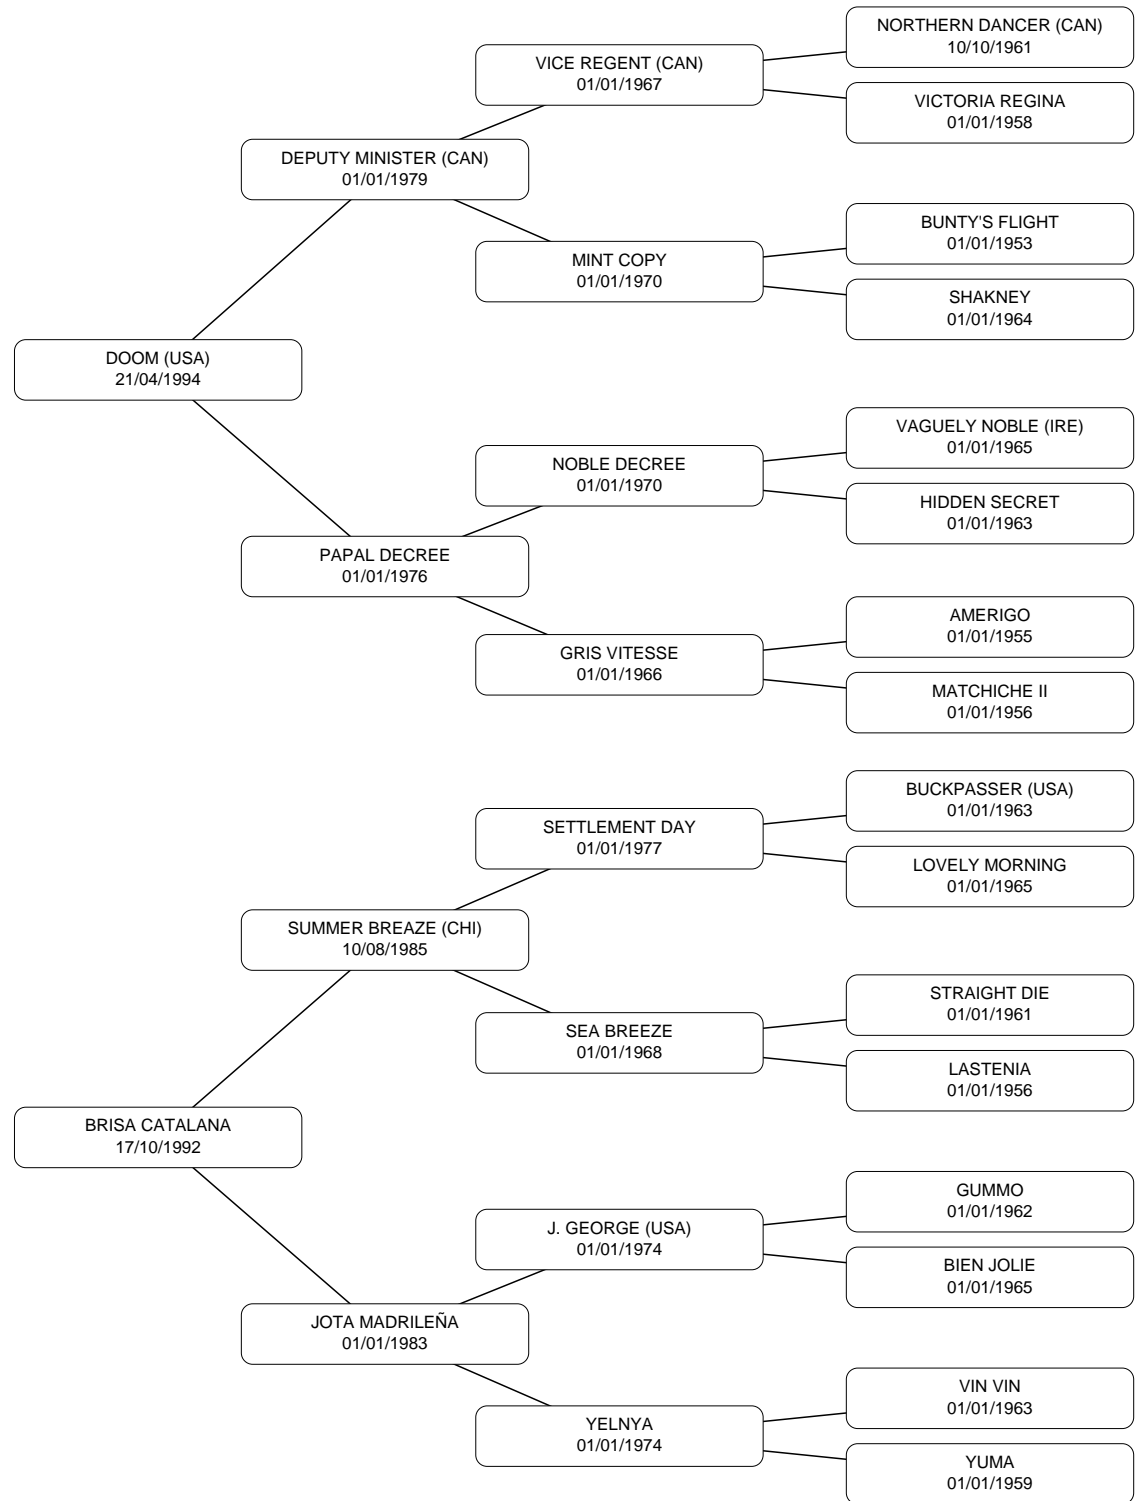 NORTHERN DANCER (CAN)
10/10/1961
VICE REGENT (CAN)
01/01/1967
VICTORIA REGINA
01/01/1958
DEPUTY MINISTER (CAN)
01/01/1979
BUNTY'S FLIGHT
01/01/1953
MINT COPY
01/01/1970
SHAKNEY
01/01/1964
DOOM (USA)
21/04/1994
VAGUELY NOBLE (IRE)
01/01/1965
NOBLE DECREE
01/01/1970
HIDDEN SECRET
01/01/1963
PAPAL DECREE
01/01/1976
AMERIGO
01/01/1955
GRIS VITESSE
01/01/1966
MATCHICHE II
01/01/1956
BUCKPASSER (USA)
01/01/1963
SETTLEMENT DAY
01/01/1977
LOVELY MORNING
01/01/1965
SUMMER BREAZE (CHI)
10/08/1985
STRAIGHT DIE
01/01/1961
SEA BREEZE
01/01/1968
LASTENIA
01/01/1956
BRISA CATALANA
17/10/1992
GUMMO
01/01/1962
J. GEORGE (USA)
01/01/1974
BIEN JOLIE
01/01/1965
JOTA MADRILEÑA
01/01/1983
VIN VIN
01/01/1963
YELNYA
01/01/1974
YUMA
01/01/1959